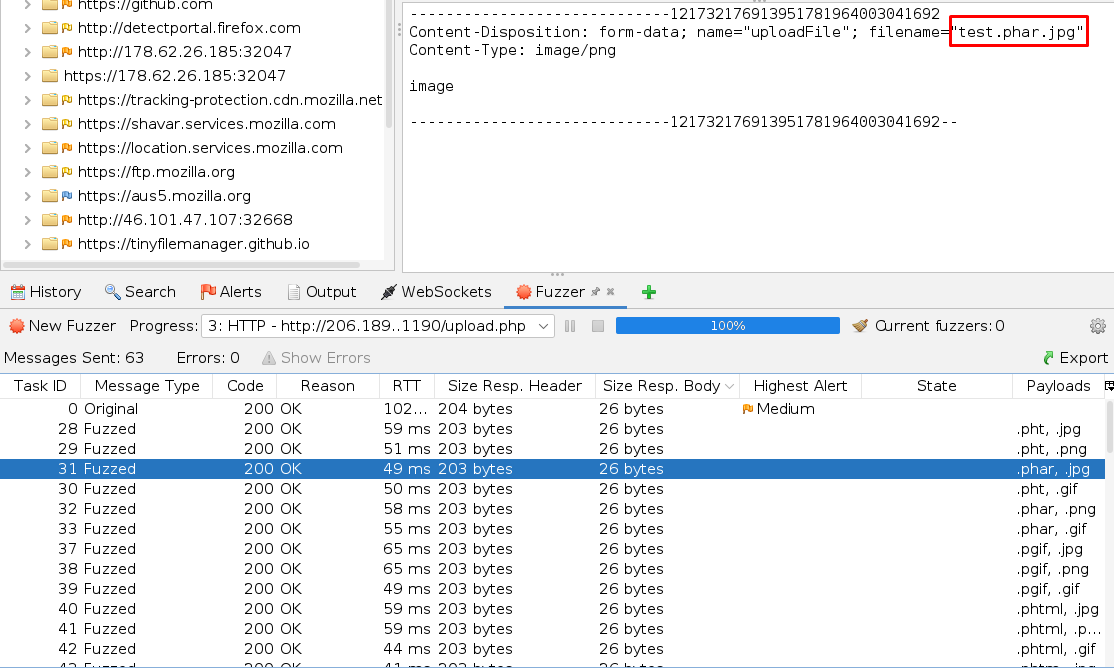 https://github.com
http://detectportal.firefox.com
http://178.62.26.185:32047
https://178.62.26.185:32047
https://tracking-protection.cdn.mozilla.net
https://shavar.services.mozilla.com
https://location.services.mozilla.com
https://ftp.mozilla.org
https://aus5.mozilla.org
http://46.101.47.107:32668
https://tinyfilemanager.github.io
-----------------------------121732176913951781964003041692
Content-Disposition: form-data; name="uploadFile"; filename="test.phar.jpg"
Content-Type: image/png
image
-----------------------------121732176913951781964003041692--
History Search Alerts Output WebSockets Fuzzer
New Fuzzer Progress: 3: HTTP - http://206.189..1190/upload.php 100% Current fuzzers: 0
Messages Sent: 63 Errors: 0 Show Errors Export
Task ID Message Type Code Reason RTT Size Resp. Header Size Resp. Body Highest Alert State Payloads
0 Original 200 OK 102... 204 bytes 26 bytes Medium
28 Fuzzed 200 OK 59 ms 203 bytes 26 bytes .pht, .jpg
29 Fuzzed 200 OK 51 ms 203 bytes 26 bytes .pht, .png
31 Fuzzed 200 OK 49 ms 203 bytes 26 bytes .phar, .jpg
30 Fuzzed 200 OK 50 ms 203 bytes 26 bytes .pht, .gif
32 Fuzzed 200 OK 58 ms 203 bytes 26 bytes .phar, .png
33 Fuzzed 200 OK 55 ms 203 bytes 26 bytes .phar, .gif
37 Fuzzed 200 OK 65 ms 203 bytes 26 bytes .pgif, .jpg
38 Fuzzed 200 OK 65 ms 203 bytes 26 bytes .pgif, .png
39 Fuzzed 200 OK 49 ms 203 bytes 26 bytes .pgif, .gif
40 Fuzzed 200 OK 59 ms 203 bytes 26 bytes .phtml, .jpg
41 Fuzzed 200 OK 59 ms 203 bytes 26 bytes .phtml, .p...
42 Fuzzed 200 OK 44 ms 203 bytes 26 bytes .phtml, .gif